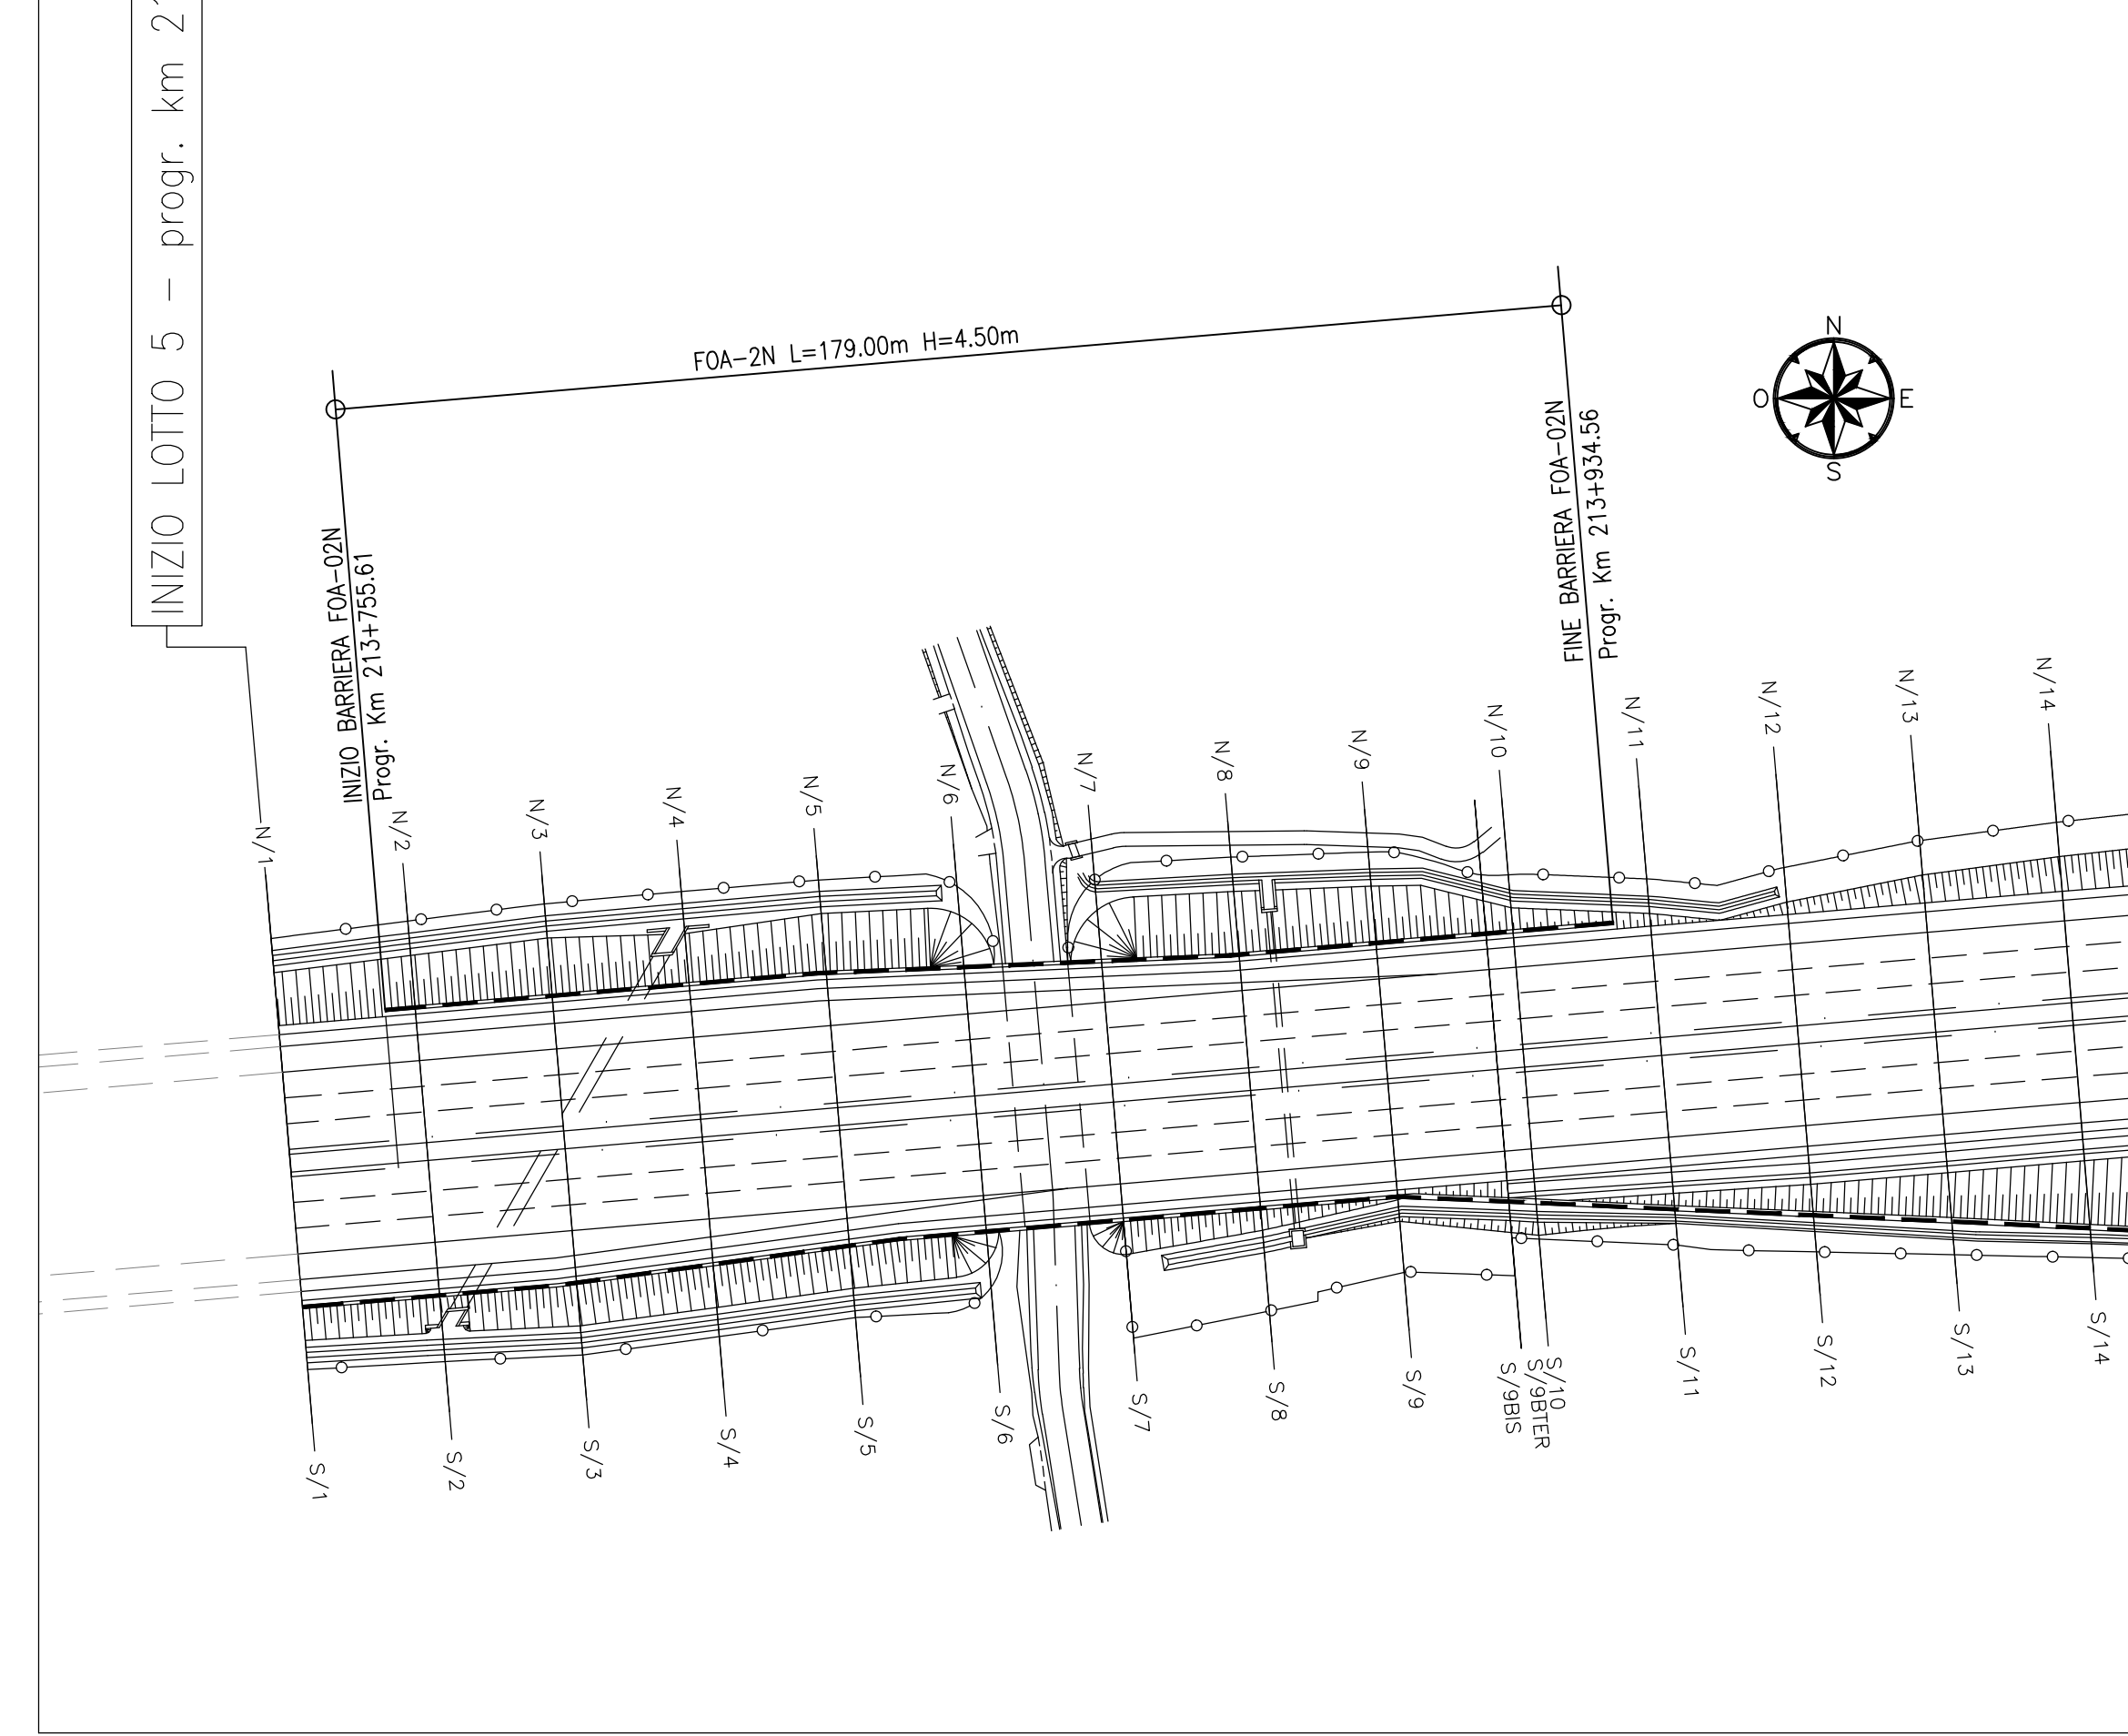 INIZIO LOTTO 5 - progr. km
FOA-2N L=179.00m H=4.50m
INIZIO BARRIERA FOA-02N
Progr. Km 213+755.61
FINE BARRIERA FOA-02N
Progr. Km 213+934.56
N
O
E
S
N/1
N/2
N/3
N/4
N/5
N/6
N/7
N/8
N/9
N/10
N/11
N/12
N/13
N/14
S/1
S/2
S/3
S/4
S/5
S/6
S/7
S/8
S/9
S/9BIS
S/9BTER
S/10
S/11
S/12
S/13
S/14